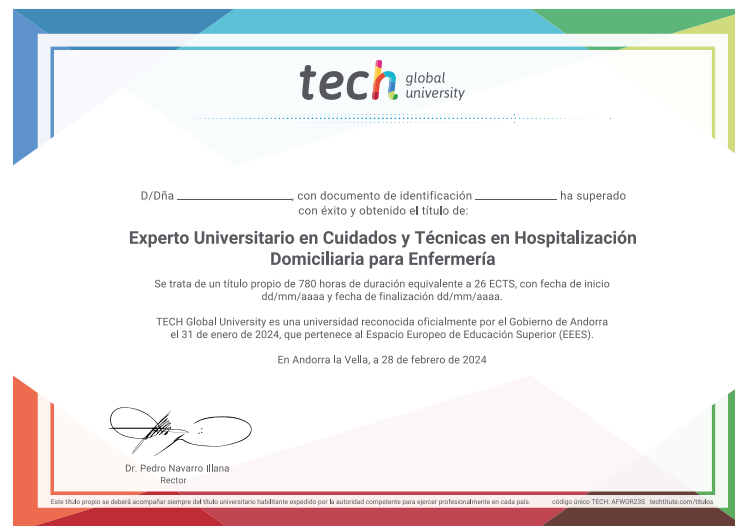 tech global university
D/Dña ________________, con documento de identificación ____________ ha superado
con éxito y obtenido el título de:
Experto Universitario en Cuidados y Técnicas en Hospitalización
Domiciliaria para Enfermería
Se trata de un título propio de 780 horas de duración equivalente a 26 ECTS, con fecha de inicio
dd/mm/aaaa y fecha de finalización dd/mm/aaaa.
TECH Global University es una universidad reconocida oficialmente por el Gobierno de Andorra
el 31 de enero de 2024, que pertenece al Espacio Europeo de Educación Superior (EEES).
En Andorra la Vella, a 28 de febrero de 2024
Dr. Pedro Navarro Illana
Rector
Este título propio se deberá acompañar siempre del título universitario habilitante expedido por la autoridad competente para ejercer profesionalmente en cada país. código único TECH: AFWOR23S techtitute.com/titulos